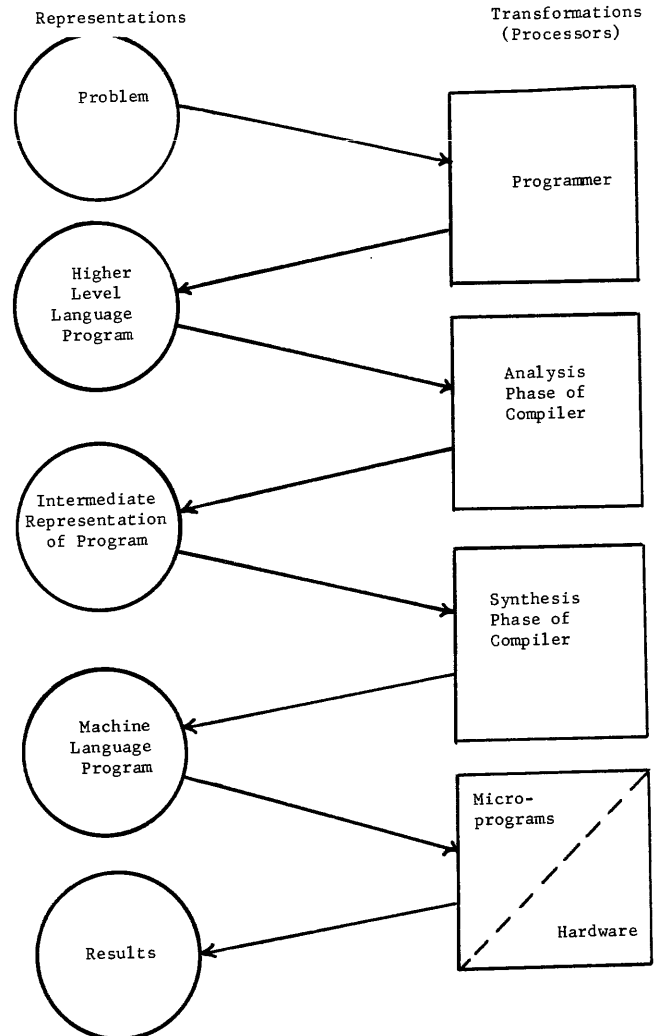 Representations
Transformations
(Processors)
Problem
Programmer
Higher
Level
Language
Program
Analysis
Phase of
Compiler
Intermediate
Representation
of Program
Synthesis
Phase of
Compiler
Machine
Language
Program
Micro-
programs
Hardware
Results